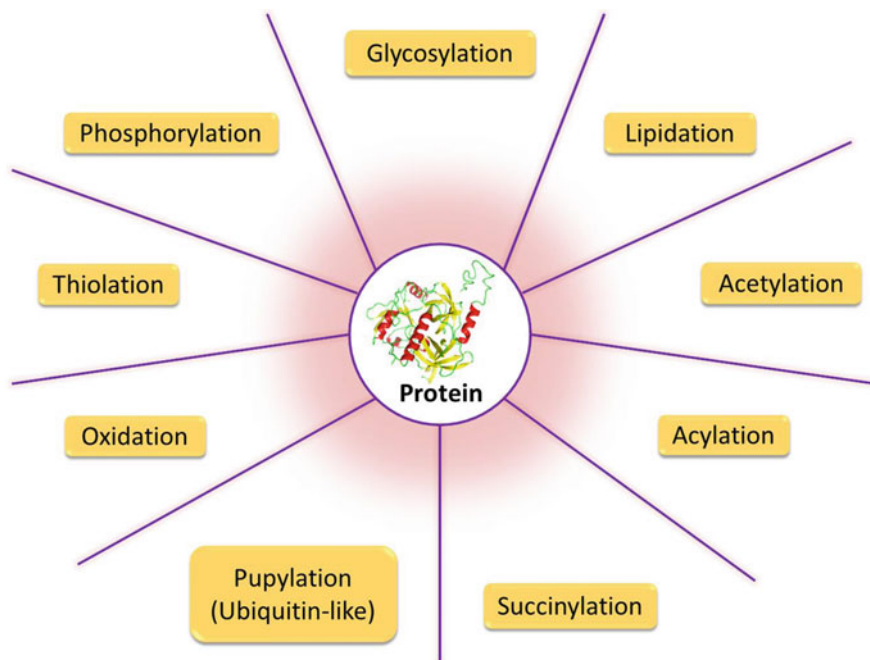 Glycosylation
Phosphorylation
Lipidation
Thiolation
Acetylation
Protein
Oxidation
Acylation
Pupylation
(Ubiquitin-like)
Succinylation